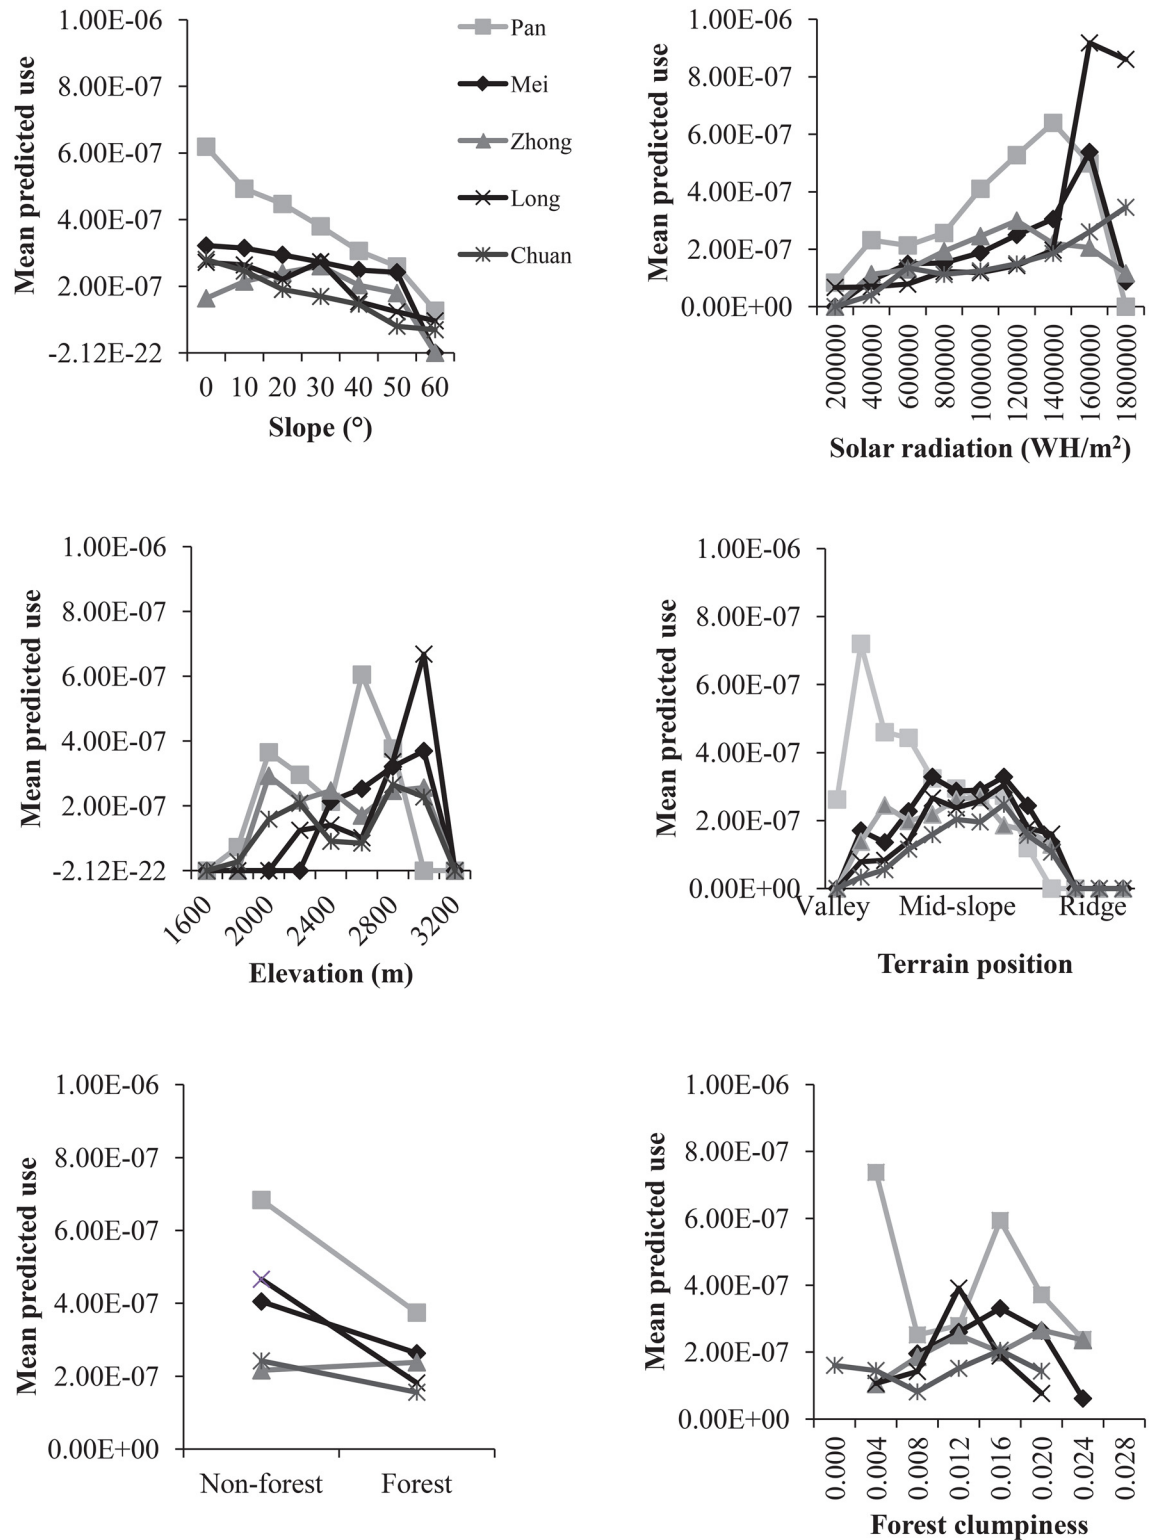 Mean predicted use
1.00E-06
8.00E-07
6.00E-07
4.00E-07
2.00E-07
-2.12E-22
0 10 20 30 40 50 60
Slope (°)
Pan
Mei
Zhong
Long
Chuan
Mean predicted use
1.00E-06
8.00E-07
6.00E-07
4.00E-07
2.00E-07
0.00E+00
200000
400000
600000
800000
1000000
1200000
1400000
1600000
1800000
Solar radiation (WH/m²)
Mean predicted use
1.00E-06
8.00E-07
6.00E-07
4.00E-07
2.00E-07
-2.12E-22
1600
2000
2400
2800
3200
Elevation (m)
Mean predicted use
1.00E-06
8.00E-07
6.00E-07
4.00E-07
2.00E-07
0.00E+00
Valley Mid-slope Ridge
Terrain position
Mean predicted use
1.00E-06
8.00E-07
6.00E-07
4.00E-07
2.00E-07
0.00E+00
Non-forest Forest
Mean predicted use
1.00E-06
8.00E-07
6.00E-07
4.00E-07
2.00E-07
0.00E+00
0.000
0.004
0.008
0.012
0.016
0.020
0.024
0.028
Forest clumpiness